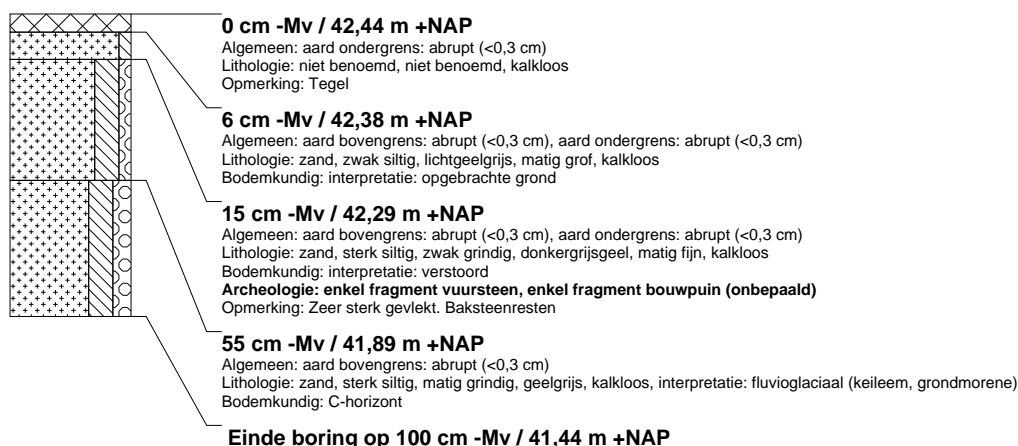 0 cm -Mv / 42,44 m +NAP
Algemeen: aard ondergrens: abrupt (<0,3 cm)
Lithologie: niet benoemd, niet benoemd, kalkloos
Opmerking: Tegel
6 cm -Mv / 42,38 m +NAP
Algemeen: aard bovengrens: abrupt (<0,3 cm), aard ondergrens: abrupt (<0,3 cm)
Lithologie: zand, zwak siltig, lichtgeelgrijs, matig grof, kalkloos
Bodemkundig: interpretatie: opgebrachte grond
15 cm -Mv / 42,29 m +NAP
Algemeen: aard bovengrens: abrupt (<0,3 cm), aard ondergrens: abrupt (<0,3 cm)
Lithologie: zand, sterk siltig, zwak grindig, donkergrijsgeel, matig fijn, kalkloos
Bodemkundig: interpretatie: verstoord
Archeologie: enkel fragment vuursteen, enkel fragment bouwpuin (onbepaald)
Opmerking: Zeer sterk gevlekt. Baksteenresten
55 cm -Mv / 41,89 m +NAP
Algemeen: aard bovengrens: abrupt (<0,3 cm)
Lithologie: zand, sterk siltig, matig grindig, geelgrijs, kalkloos, interpretatie: fluvioglaciaal (keileem, grondmorene)
Bodemkundig: C-horizont
Einde boring op 100 cm -Mv / 41,44 m +NAP